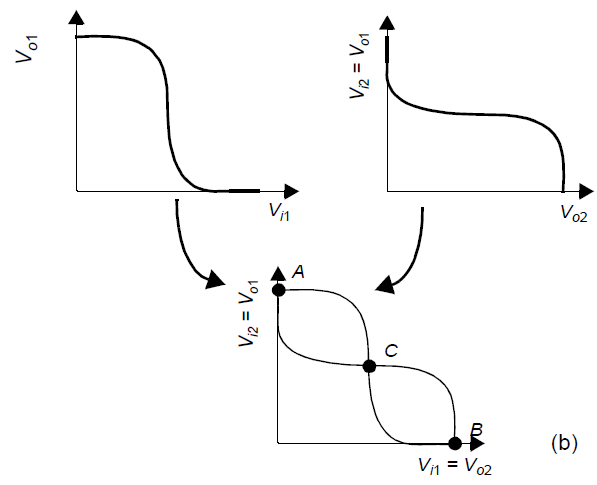 Vo1
Vi1
Vi2 = Vo1
Vo2
A
Vi2 = Vo1
C
B
Vi1 = Vo2
(b)